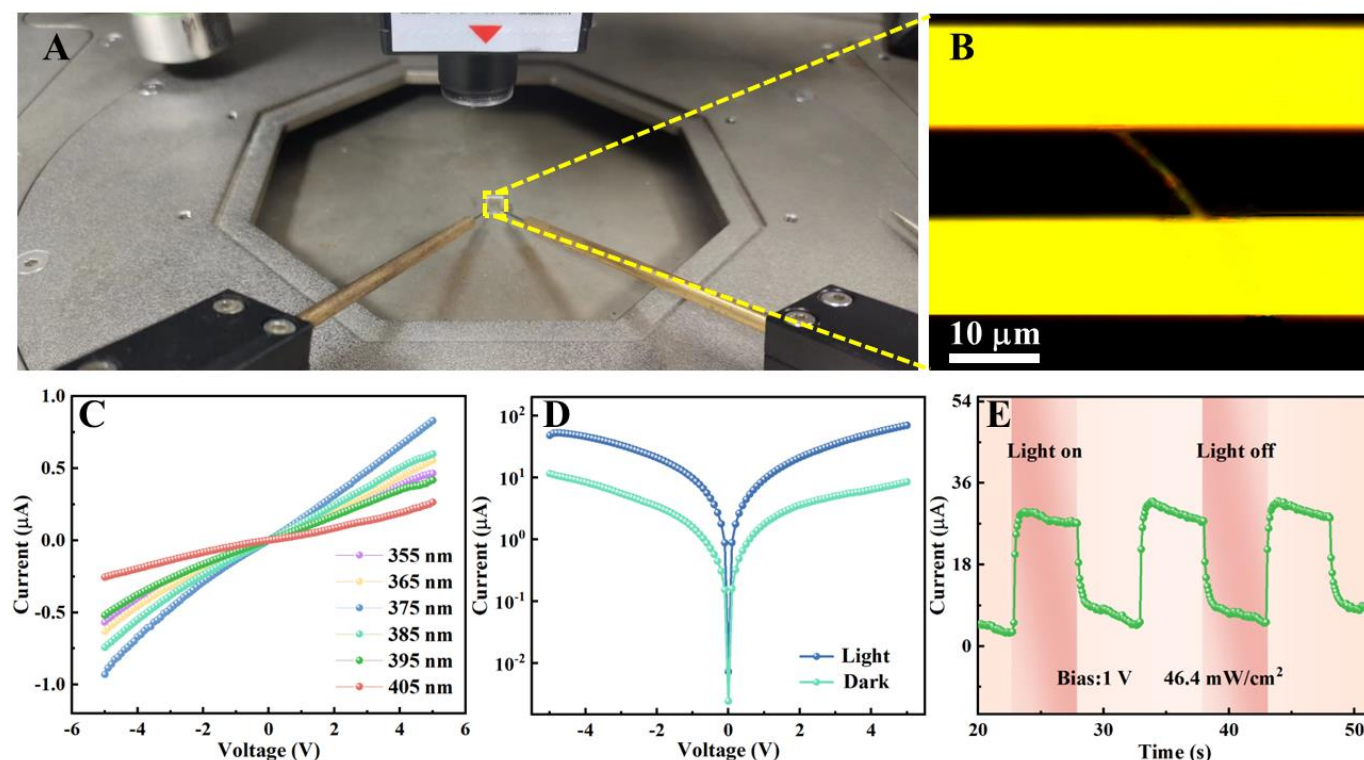 A
B
10 μm
C
Current (μA)
1.0
0.5
0.0
-0.5
-1.0
355 nm
365 nm
375 nm
385 nm
395 nm
405 nm
-6 -4 -2 0 2 4 6
Voltage (V)
D
Current (μA)
10²
10¹
10⁰
10⁻¹
10⁻²
Light
Dark
-4 -2 0 2 4
Voltage (V)
E
Current (μA)
54
36
18
0
Light on
Light off
Bias:1 V 46.4 mW/cm²
20 30 40 50
Time (s)